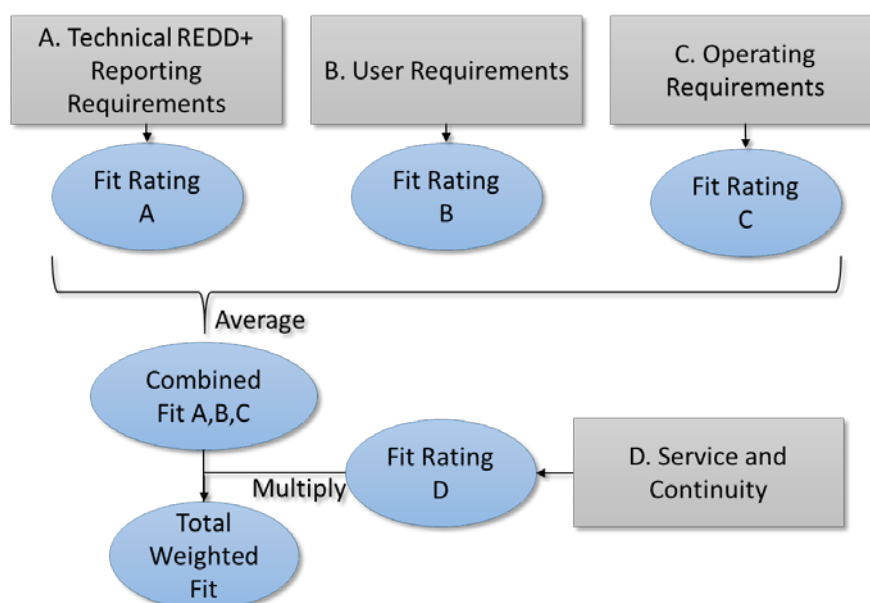 A. Technical REDD+
Reporting
Requirements
B. User Requirements
C. Operating
Requirements
Fit Rating
A
Fit Rating
B
Fit Rating
C
Average
Combined
Fit A,B,C
Fit Rating
D
D. Service and
Continuity
Multiply
Total
Weighted
Fit